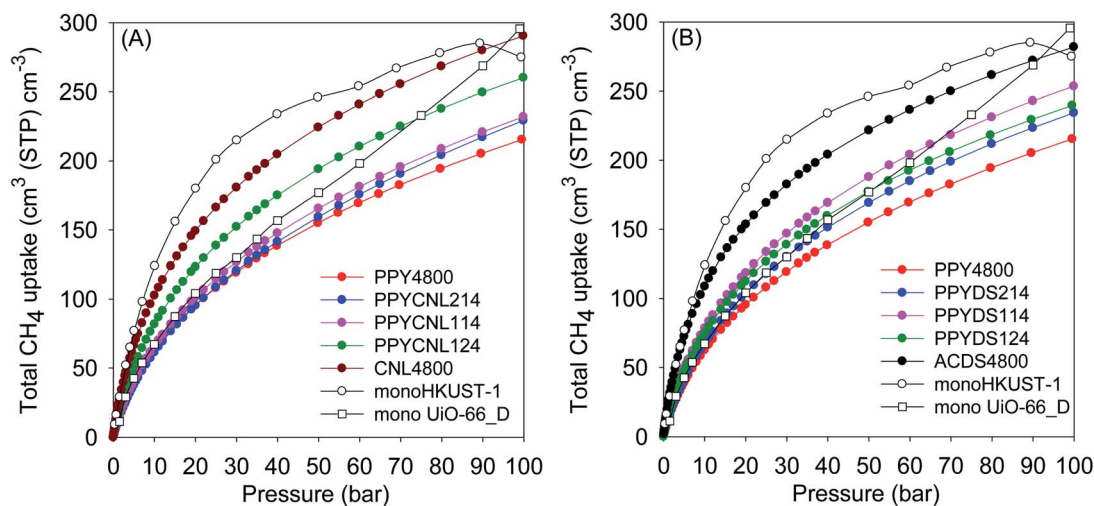 (A)
Total CH4 uptake (cm³ (STP) cm⁻³)
300
250
200
150
100
50
0
PPY4800
PPYCNL214
PPYCNL114
PPYCNL124
CNL4800
monoHKUST-1
mono UiO-66_D
0 10 20 30 40 50 60 70 80 90 100
Pressure (bar)
(B)
Total CH4 uptake (cm³ (STP) cm⁻³)
300
250
200
150
100
50
0
PPY4800
PPYDS214
PPYDS114
PPYDS124
ACDS4800
monoHKUST-1
mono UiO-66_D
0 10 20 30 40 50 60 70 80 90 100
Pressure (bar)